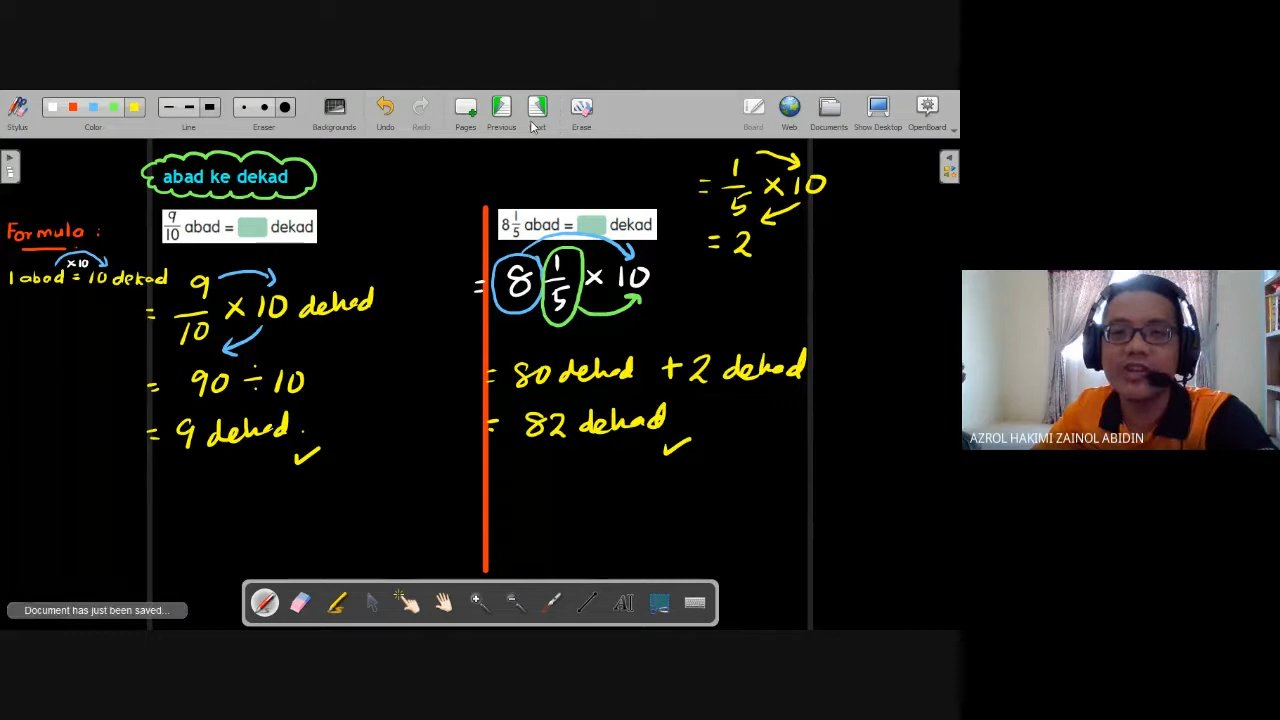 Stylus
Color
Line
Eraser
Backgrounds
Undo
Redo
Pages
Previous
Erase
Board
Web
Documents
Show Desktop
OpenBoard
abad ke dekad
Formula :
×10
1 abad = 10 dekad
9/10 abad = dekad
= 9/10 × 10 dekad
= 90 ÷ 10
= 9 dekad.
8 1/5 abad = dekad
= 8 1/5 × 10
= 80 dekad + 2 dekad
= 82 dekad
= 1/5 × 10
= 2
AZROL HAKIMI ZAINOL ABIDIN
Document has just been saved...
AI